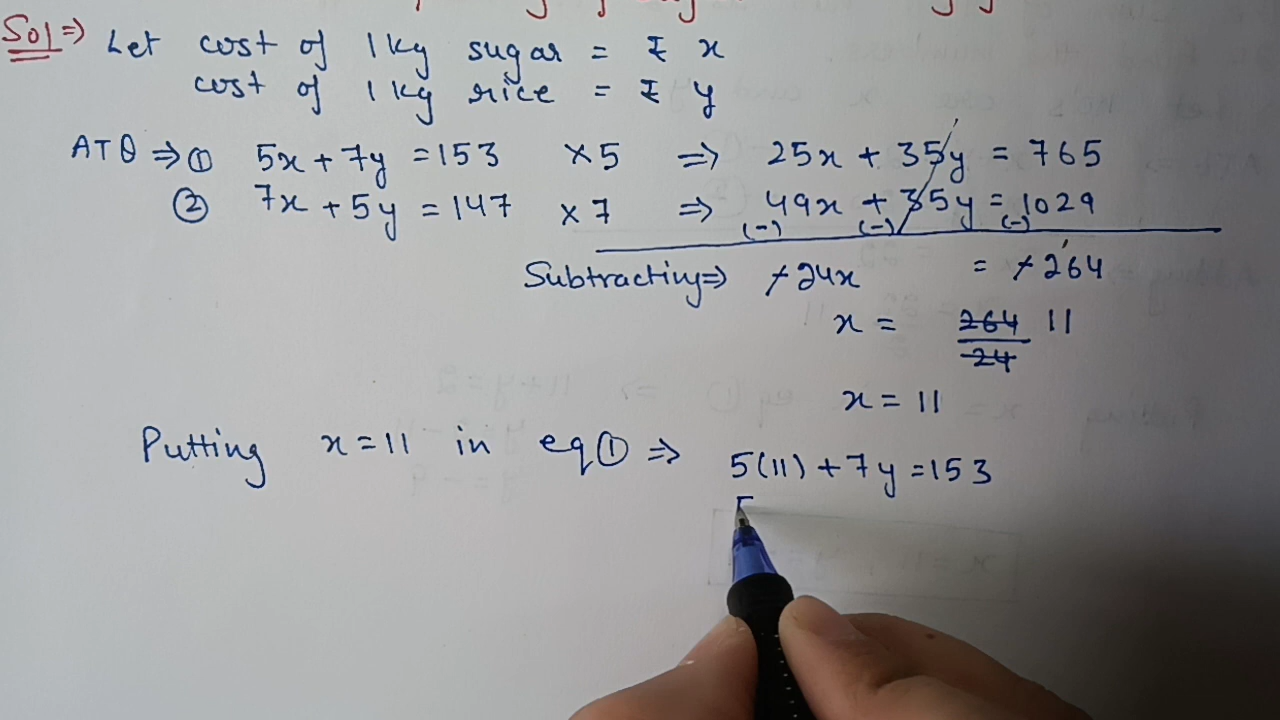 Sol ⇒ Let cost of 1 kg sugar = ₹ x
cost of 1 kg rice = ₹ y
ATQ ⇒ ① 5x + 7y = 153 ×5 ⇒ 25x + 35y = 765
② 7x + 5y = 147 ×7 ⇒ 49x + 35y = 1029
(-) (-) (-)
Subtracting ⇒ -24x = -264
x = 264/24 11
x = 11
Putting x = 11 in eq ① ⇒ 5(11) + 7y = 153